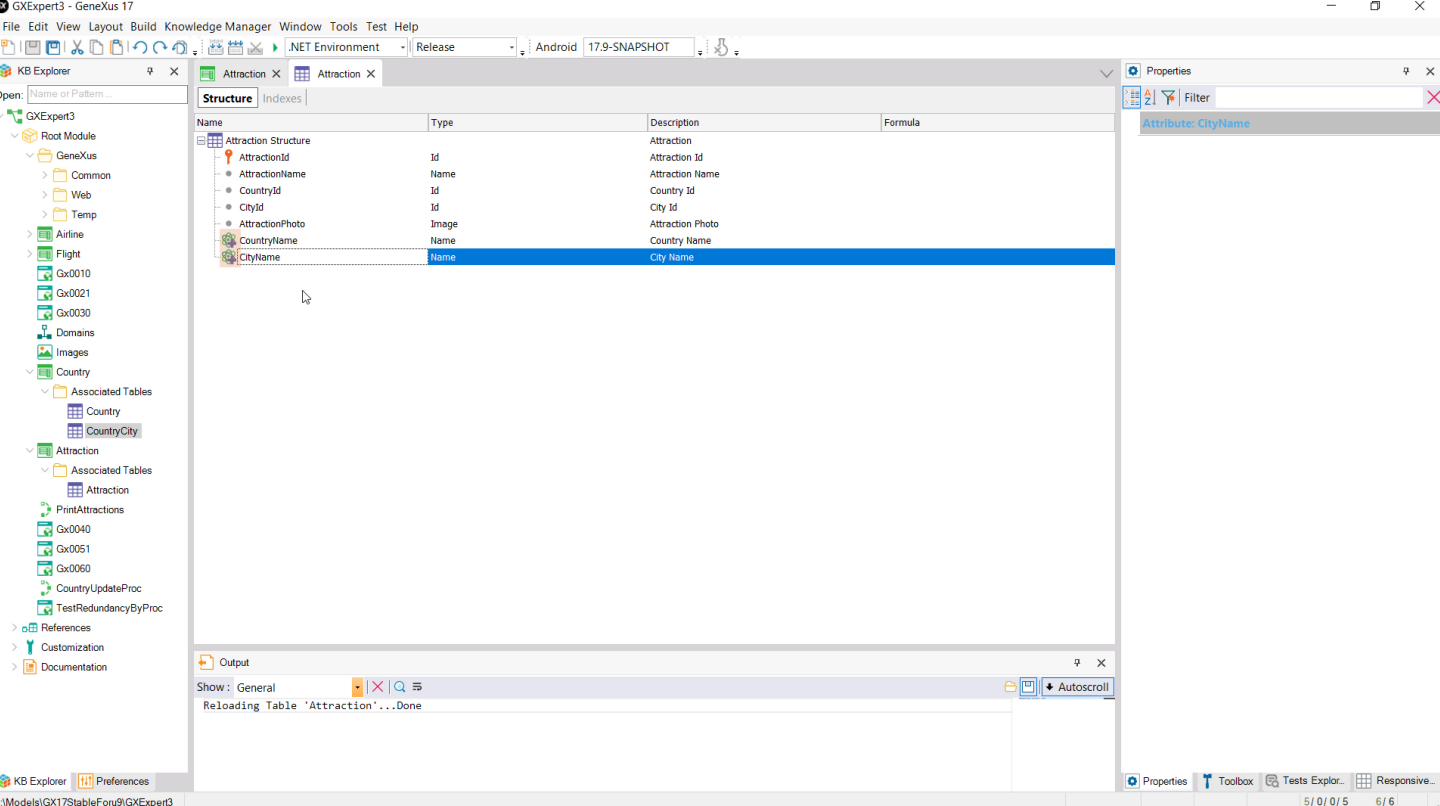 GXExpert3 - GeneXus 17
File Edit View Layout Build Knowledge Manager Window Tools Test Help
.NET Environment Release Android 17.9-SNAPSHOT
KB Explorer
Open: Name or Pattern ...
GXExpert3
Root Module
GeneXus
Common
Web
Temp
Airline
Flight
Gx0010
Gx0021
Gx0030
Domains
Images
Country
Associated Tables
Country
CountryCity
Attraction
Associated Tables
Attraction
PrintAttractions
Gx0040
Gx0051
Gx0060
CountryUpdateProc
TestRedundancyByProc
References
Customization
Documentation
KB Explorer Preferences
Attraction Attraction
Structure Indexes
Name Type Description Formula
Attraction Structure Attraction
AttractionId Id Attraction Id
AttractionName Name Attraction Name
CountryId Id Country Id
CityId Id City Id
AttractionPhoto Image Attraction Photo
CountryName Name Country Name
CityName Name City Name
Output
Show : General Autoscroll
Reloading Table 'Attraction'...Done
Properties
Filter
Attribute: CityName
Properties Toolbox Tests Explor... Responsive...
:\Models\GX17StableForu9\GXExpert3 5/ 0/ 0/ 5 6/ 6